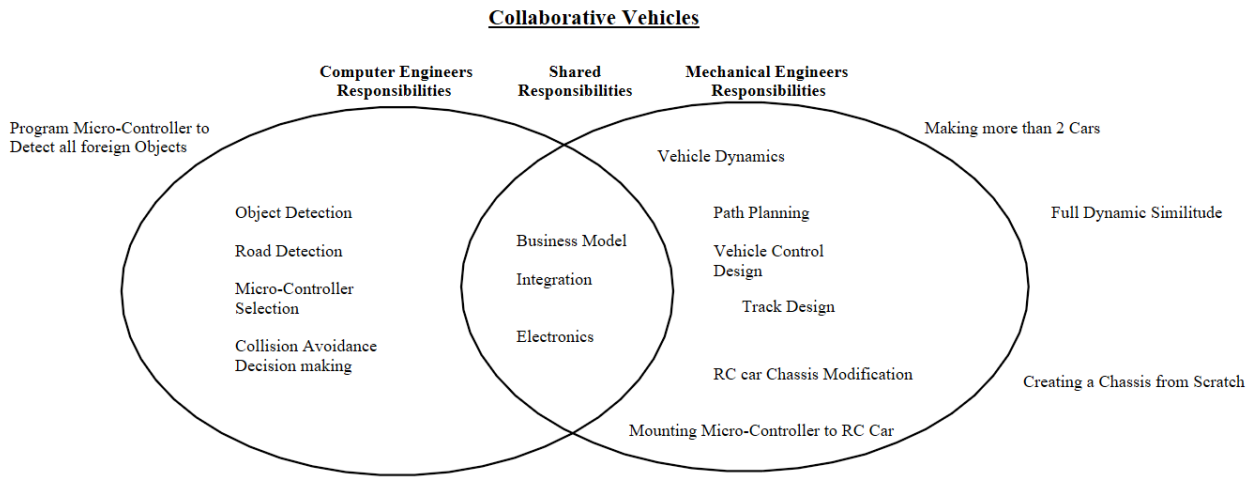 Collaborative Vehicles
Computer Engineers
Responsibilities
Shared
Responsibilities
Mechanical Engineers
Responsibilities
Program Micro-Controller to
Detect all foreign Objects
Making more than 2 Cars
Vehicle Dynamics
Object Detection
Path Planning
Full Dynamic Similitude
Business Model
Road Detection
Vehicle Control
Design
Integration
Micro-Controller
Selection
Track Design
Electronics
Collision Avoidance
Decision making
RC car Chassis Modification
Creating a Chassis from Scratch
Mounting Micro-Controller to RC Car